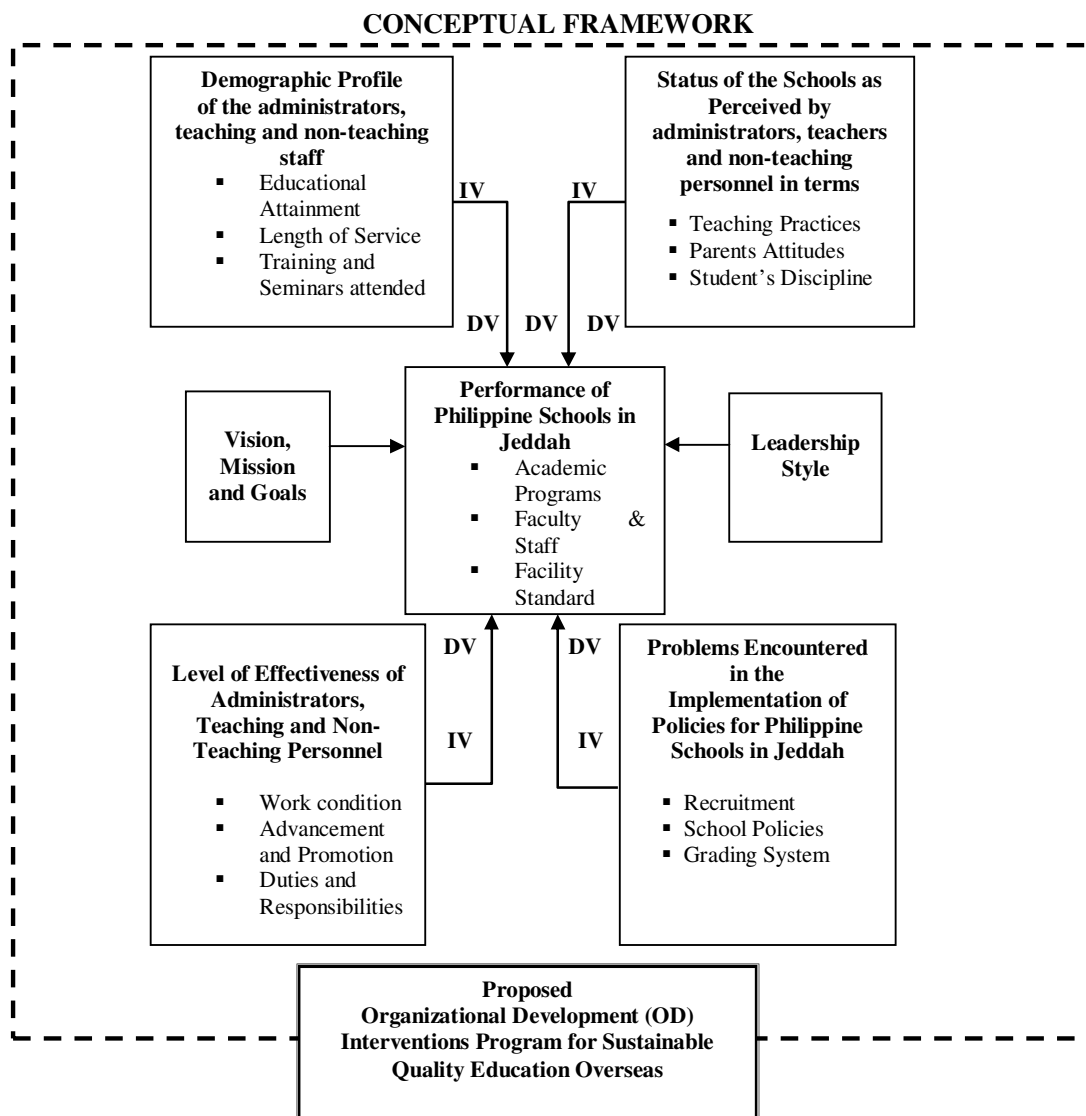 CONCEPTUAL FRAMEWORK
Demographic Profile
of the administrators,
teaching and non-teaching
staff
▪ Educational
Attainment
▪ Length of Service
▪ Training and
Seminars attended
Status of the Schools as
Perceived by
administrators, teachers
and non-teaching
personnel in terms
▪ Teaching Practices
▪ Parents Attitudes
▪ Student’s Discipline
IV
IV
DV
DV
DV
Vision,
Mission
and Goals
Performance of
Philippine Schools in
Jeddah
▪ Academic
Programs
▪ Faculty &
Staff
▪ Facility
Standard
Leadership
Style
Level of Effectiveness of
Administrators,
Teaching and Non-
Teaching Personnel
▪ Work condition
▪ Advancement
and Promotion
▪ Duties and
Responsibilities
DV
DV
IV
IV
Problems Encountered
in the
Implementation of
Policies for Philippine
Schools in Jeddah
▪ Recruitment
▪ School Policies
▪ Grading System
Proposed
Organizational Development (OD)
Interventions Program for Sustainable
Quality Education Overseas